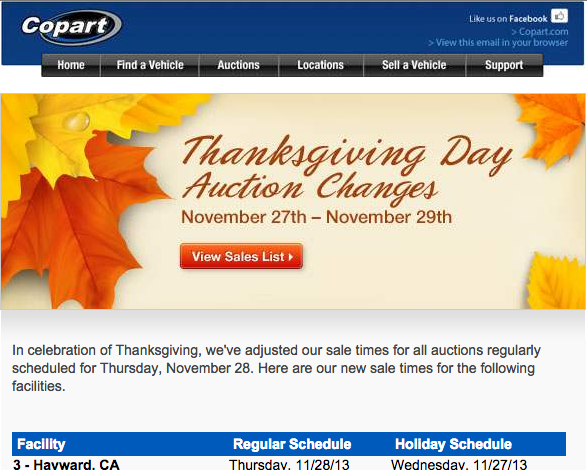 Copart
Like us on Facebook
> Copart.com
> View this email in your browser
Home Find a Vehicle Auctions Locations Sell a Vehicle Support
Thanksgiving Day
Auction Changes
November 27th – November 29th
View Sales List
In celebration of Thanksgiving, we've adjusted our sale times for all auctions regularly
scheduled for Thursday, November 28. Here are our new sale times for the following
facilities.
Facility Regular Schedule Holiday Schedule
3 - Hayward, CA Thursday, 11/28/13 Wednesday, 11/27/13